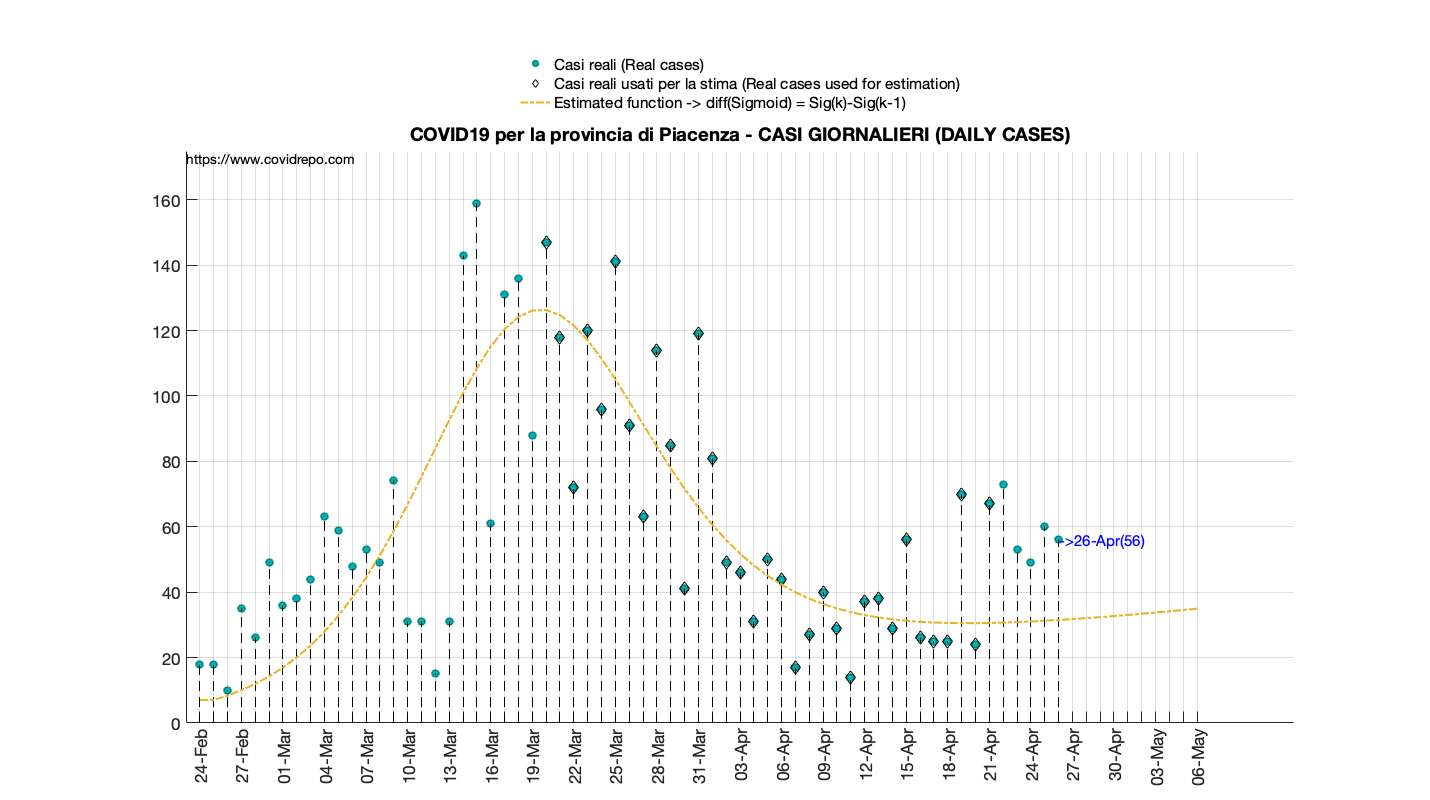 Casi reali (Real cases)
Casi reali usati per la stima (Real cases used for estimation)
Estimated function -> diff(Sigmoid) = Sig(k)-Sig(k-1)
COVID19 per la provincia di Piacenza - CASI GIORNALIERI (DAILY CASES)
https://www.covidrepo.com
160
140
120
100
80
60
40
20
0
->26-Apr(56)
24-Feb
27-Feb
01-Mar
04-Mar
07-Mar
10-Mar
13-Mar
16-Mar
19-Mar
22-Mar
25-Mar
28-Mar
31-Mar
03-Apr
06-Apr
09-Apr
12-Apr
15-Apr
18-Apr
21-Apr
24-Apr
27-Apr
30-Apr
03-May
06-May